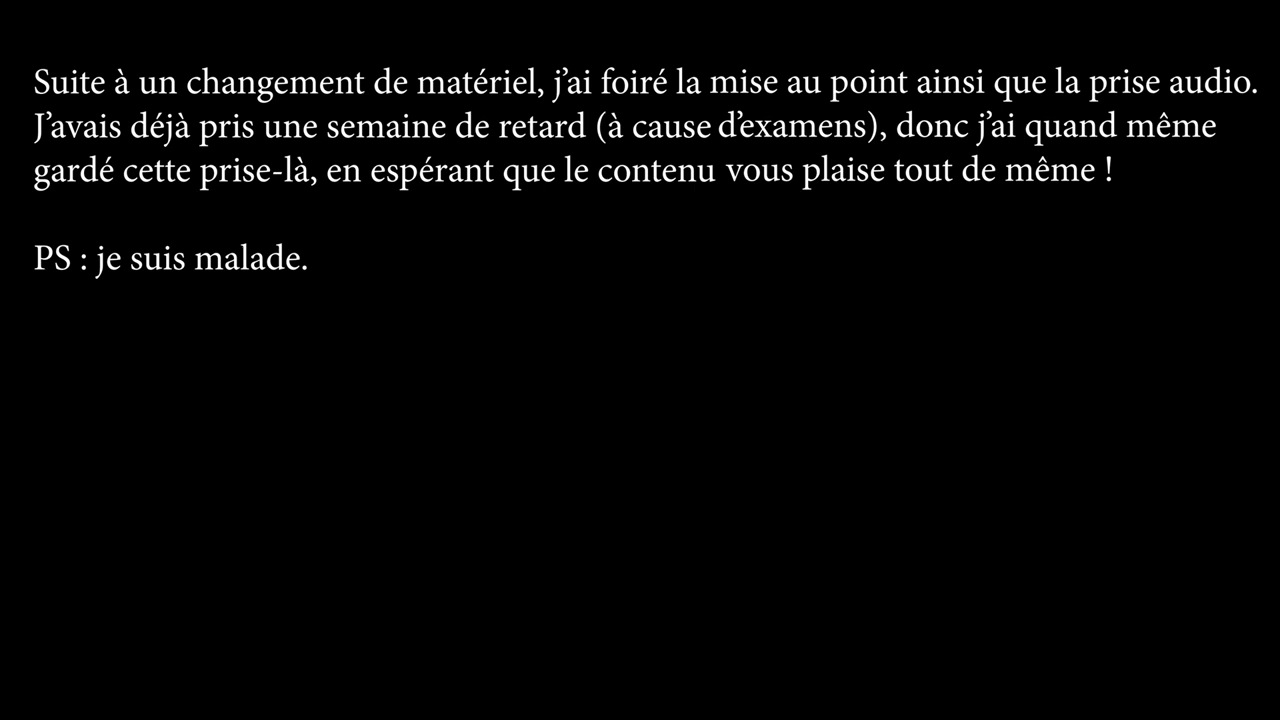 Suite à un changement de matériel, j’ai foiré la mise au point ainsi que la prise audio.
J’avais déjà pris une semaine de retard (à cause d’examens), donc j’ai quand même
gardé cette prise-là, en espérant que le contenu vous plaise tout de même !
PS : je suis malade.